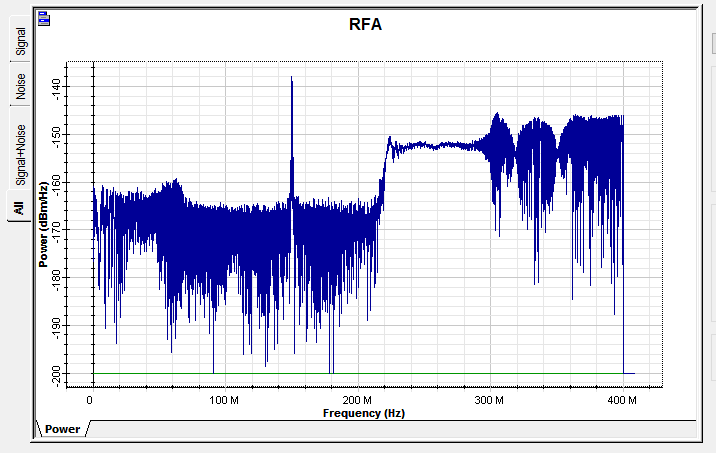 RFA
Signal
Noise
Signal+Noise
All
Power (dBm/Hz)
-140
-150
-160
-170
-180
-190
-200
0
100 M
200 M
300 M
400 M
Frequency (Hz)
Power